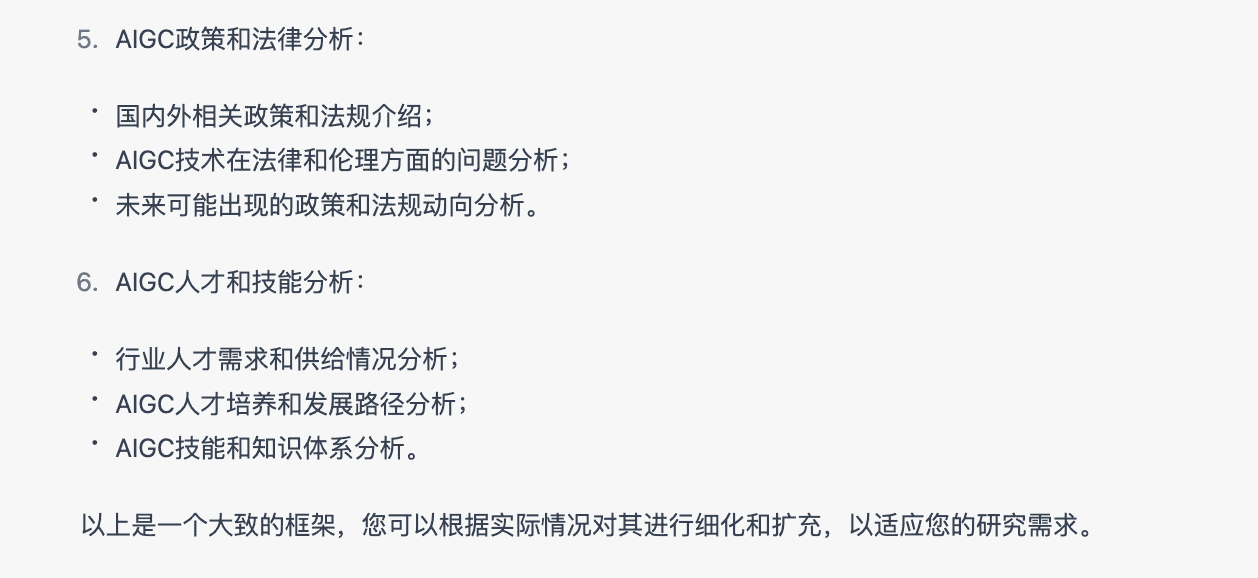 5. AIGC政策和法律分析：
• 国内外相关政策和法规介绍；
• AIGC技术在法律和伦理方面的问题分析；
• 未来可能出现的政策和法规动向分析。
6. AIGC人才和技能分析：
• 行业人才需求和供给情况分析；
• AIGC人才培养和发展路径分析；
• AIGC技能和知识体系分析。
以上是一个大致的框架，您可以根据实际情况对其进行细化和扩充，以适应您的研究需求。